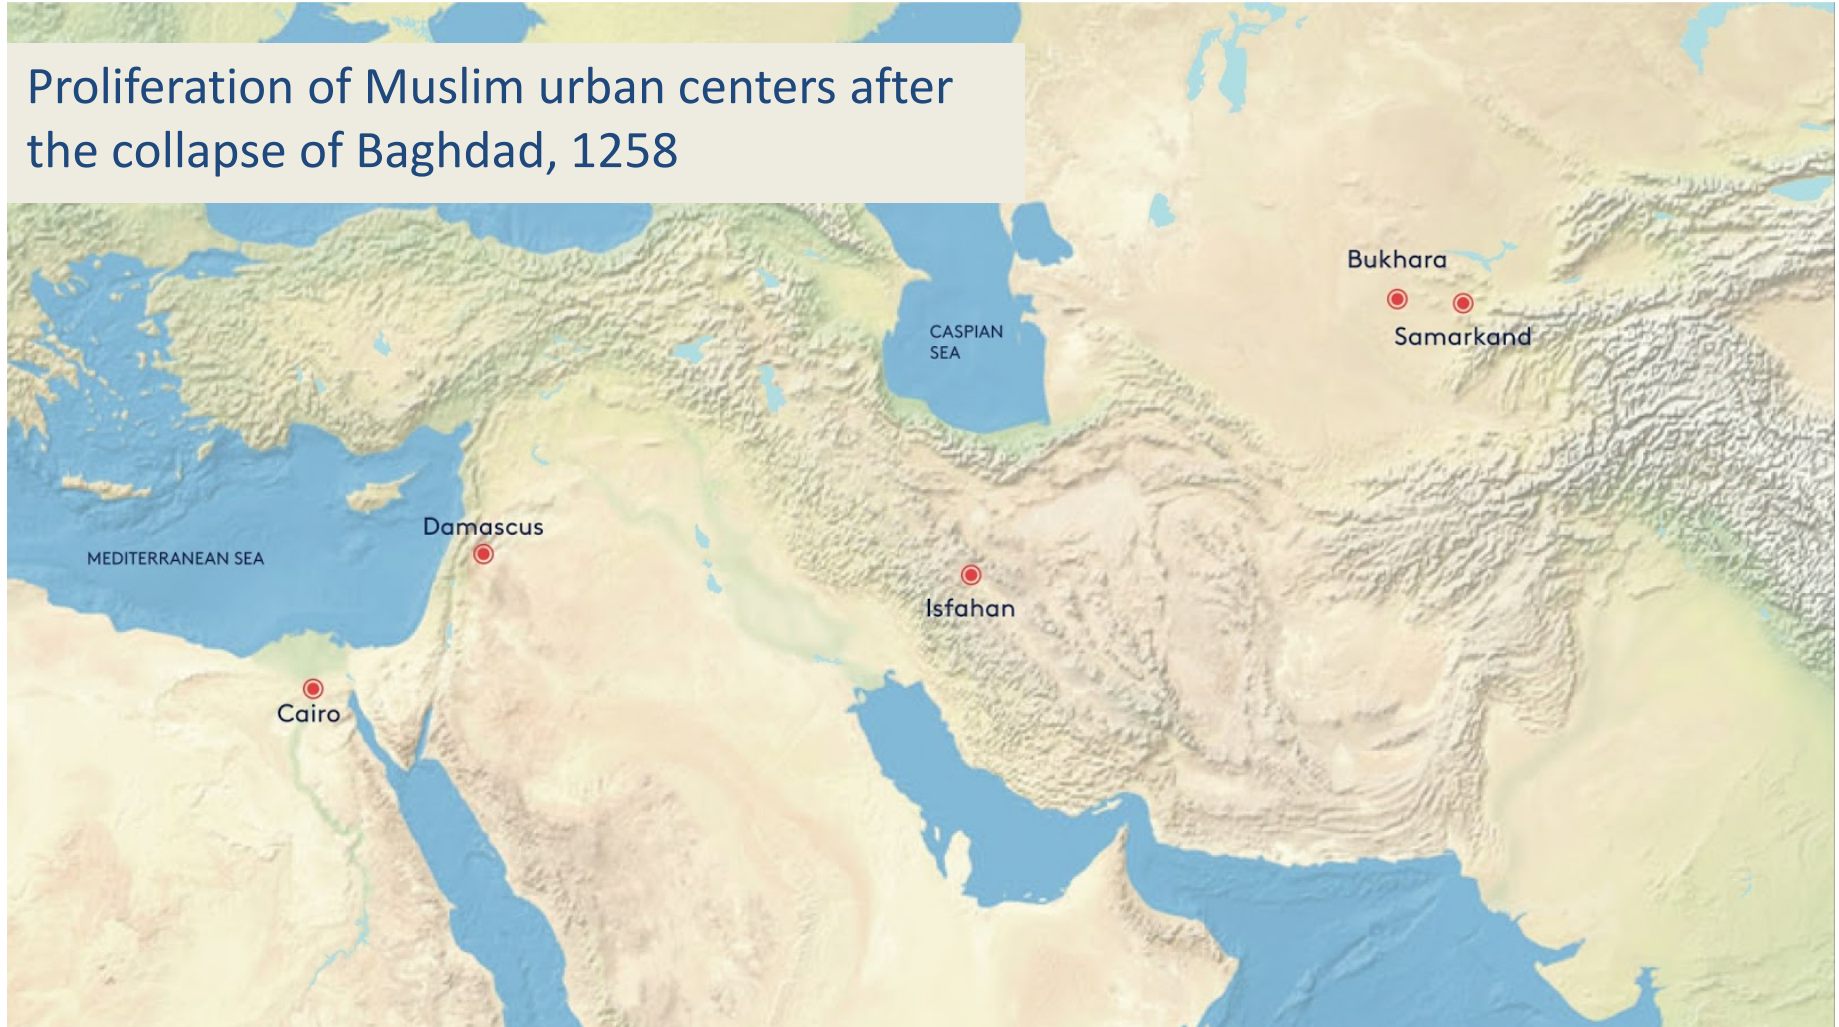 Proliferation of Muslim urban centers after
the collapse of Baghdad, 1258
Bukhara
Samarkand
CASPIAN
SEA
Damascus
MEDITERRANEAN SEA
Isfahan
Cairo